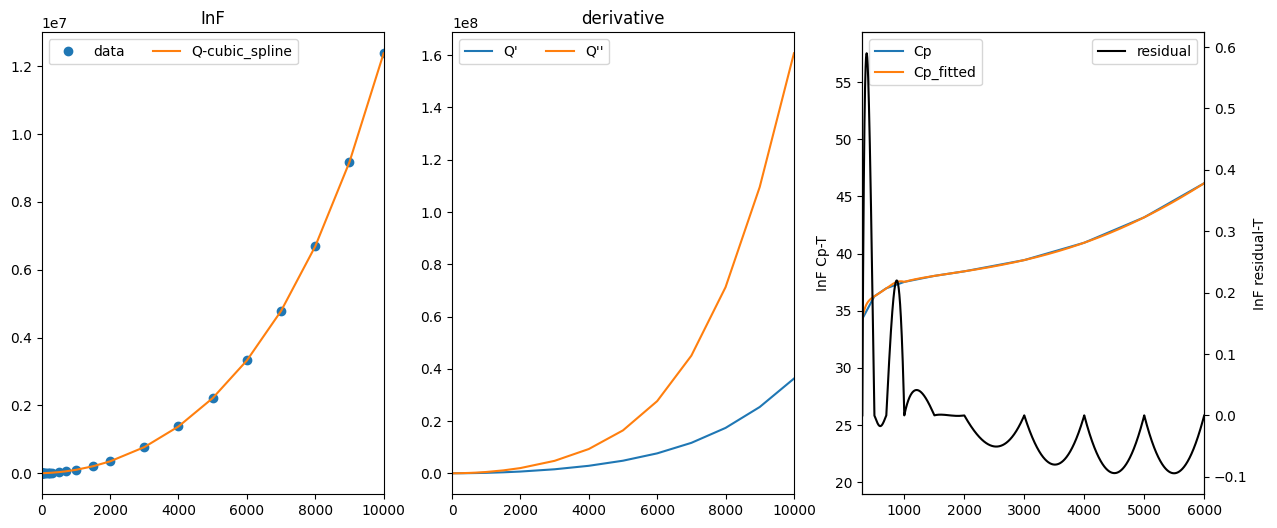 InF
1e7
data
Q-cubic_spline
1.2
1.0
0.8
0.6
0.4
0.2
0.0
0 2000 4000 6000 8000 10000
derivative
1e8
Q'
Q''
1.6
1.4
1.2
1.0
0.8
0.6
0.4
0.2
0.0
0 2000 4000 6000 8000 10000
Cp
Cp_fitted
residual
InF Cp-T
55
50
45
40
35
30
25
20
1000 2000 3000 4000 5000 6000
0.6
0.5
0.4
0.3
0.2
0.1
0.0
−0.1
InF residual-T